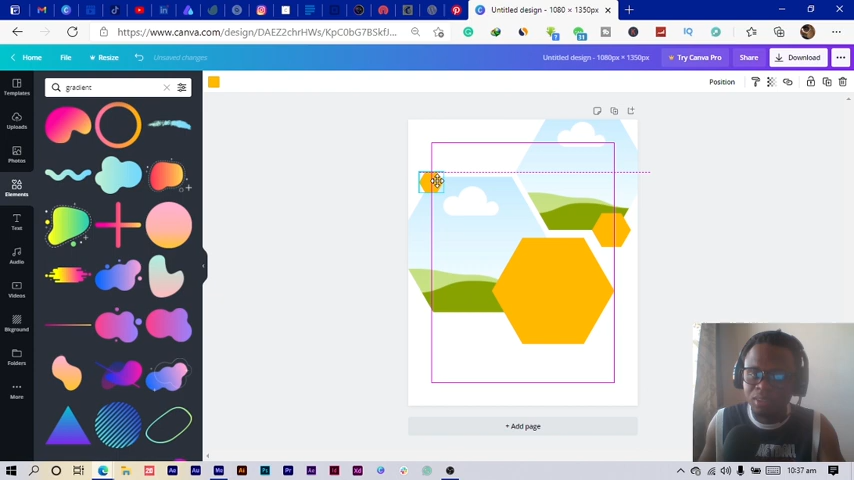 Untitled design - 1080 × 1350px
https://www.canva.com/design/DAEZ2chrHWs/KpC0bG7BSkfJ...
Home
File
Resize
Unsaved changes
Untitled design - 1080px × 1350px
Try Canva Pro
Share
Download
Templates
gradient
Position
Uploads
Photos
Elements
Text
Audio
Videos
Bkground
Folders
More
+ Add page
10:37 am